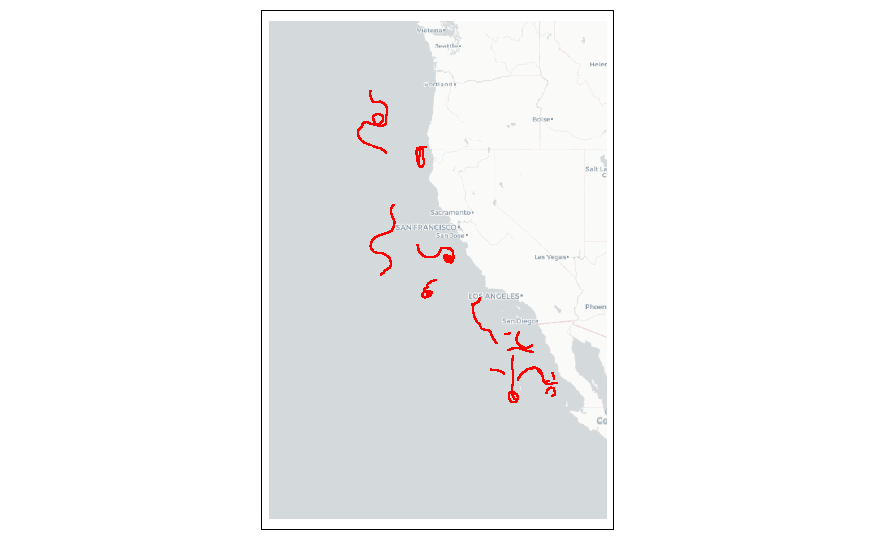 Victoria
Seattle
Portland
Helen
Boise
Salt La
C
Sacramento
SAN FRANCISCO
San Jose
Las Vegas
LOS ANGELES
Phoen
San Diego
Co